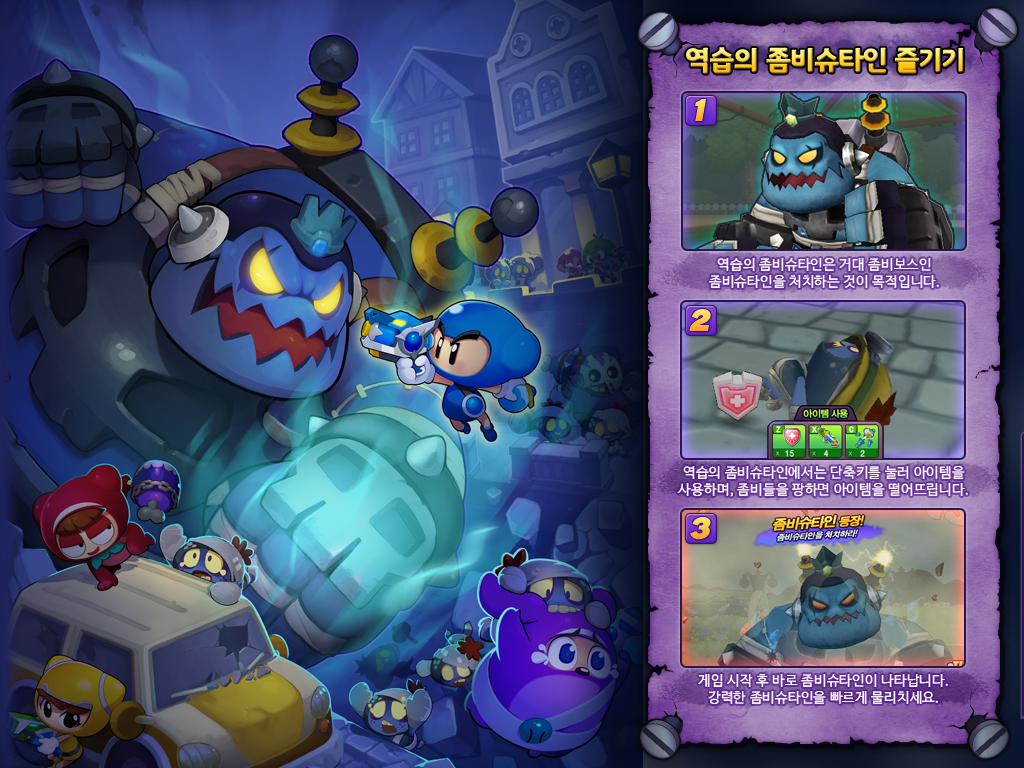 역습의 좀비슈타인 즐기기
1
역습의 좀비슈타인은 거대 좀비보스인
좀비슈타인을 처치하는 것이 목적입니다.
2
아이템 사용
Z X C
x 15 x 4 x 2
역습의 좀비슈타인에서는 단축키를 눌러 아이템을
사용하며, 좀비들을 팡하면 아이템을 떨어뜨립니다.
3
좀비슈타인 등장!
좀비슈타인을 처치하라!
게임 시작 후 바로 좀비슈타인이 나타납니다.
강력한 좀비슈타인을 빠르게 물리치세요.